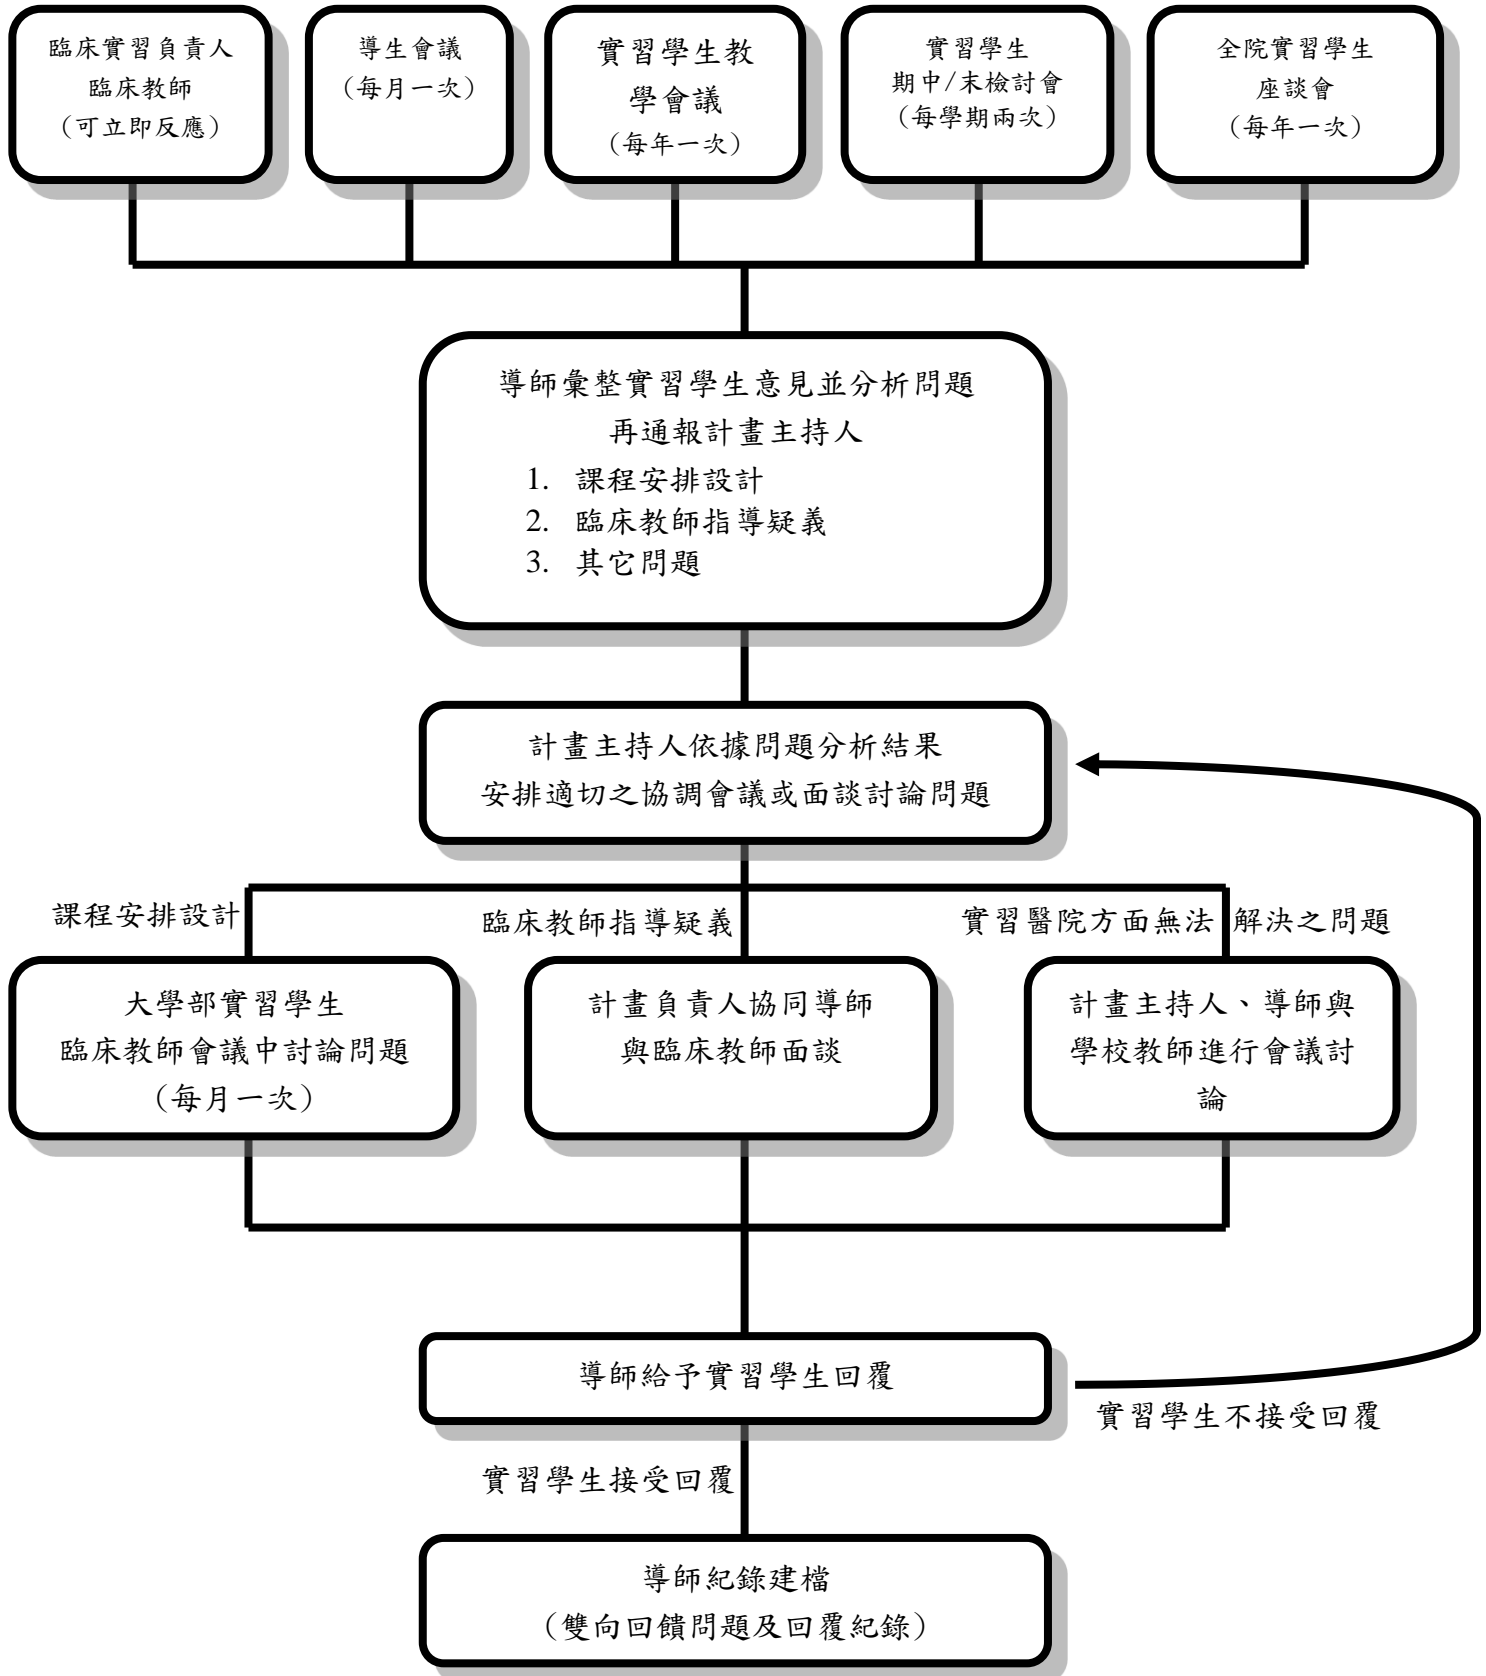 臨床實習負責人
臨床教師
(可立即反應)
導生會議
(每月一次)
實習學生教
學會議
(每年一次)
實習學生
期中/末檢討會
(每學期兩次)
全院實習學生
座談會
(每年一次)
導師彙整實習學生意見並分析問題
再通報計畫主持人
1. 課程安排設計
2. 臨床教師指導疑義
3. 其它問題
計畫主持人依據問題分析結果
安排適切之協調會議或面談討論問題
課程安排設計
臨床教師指導疑義
實習醫院方面無法解決之問題
大學部實習學生
臨床教師會議中討論問題
(每月一次)
計畫負責人協同導師
與臨床教師面談
計畫主持人、導師與
學校教師進行會議討
論
導師給予實習學生回覆
實習學生不接受回覆
實習學生接受回覆
導師紀錄建檔
(雙向回饋問題及回覆紀錄)